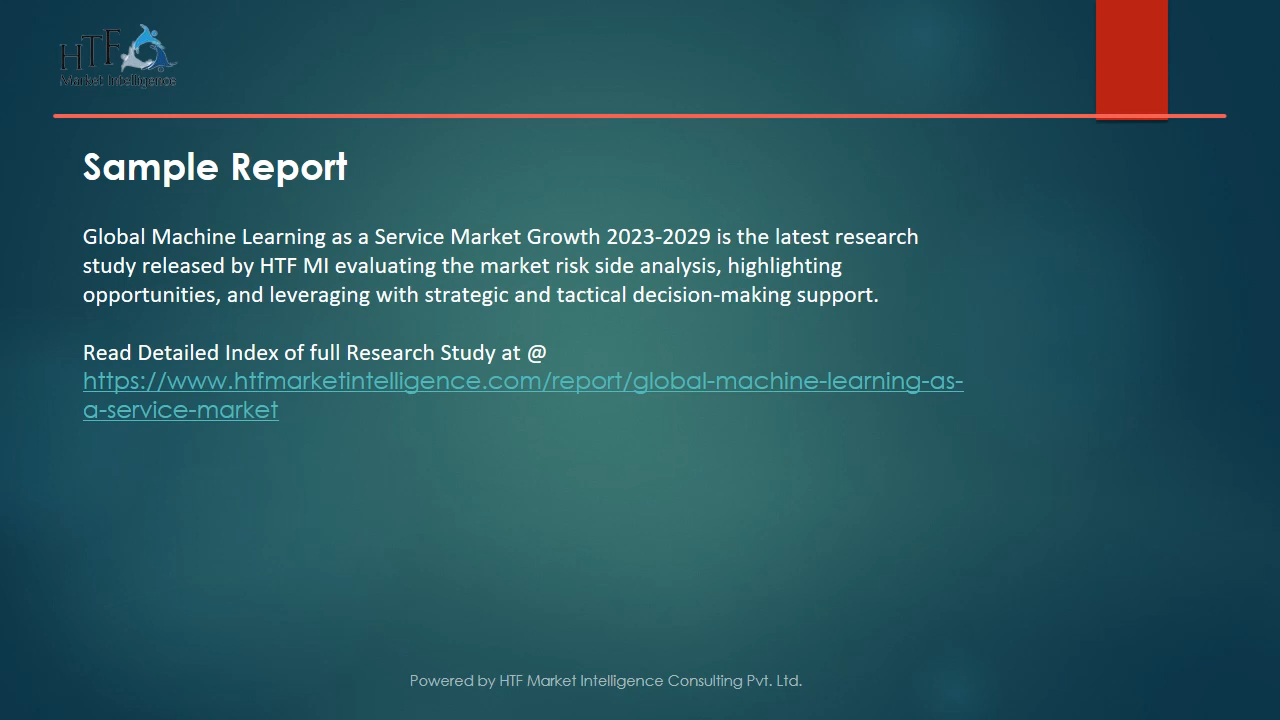 HTF
Market Intelligence
Sample Report
Global Machine Learning as a Service Market Growth 2023-2029 is the latest research
study released by HTF MI evaluating the market risk side analysis, highlighting
opportunities, and leveraging with strategic and tactical decision-making support.
Read Detailed Index of full Research Study at @
https://www.htfmarketintelligence.com/report/global-machine-learning-as-
a-service-market
Powered by HTF Market Intelligence Consulting Pvt. Ltd.